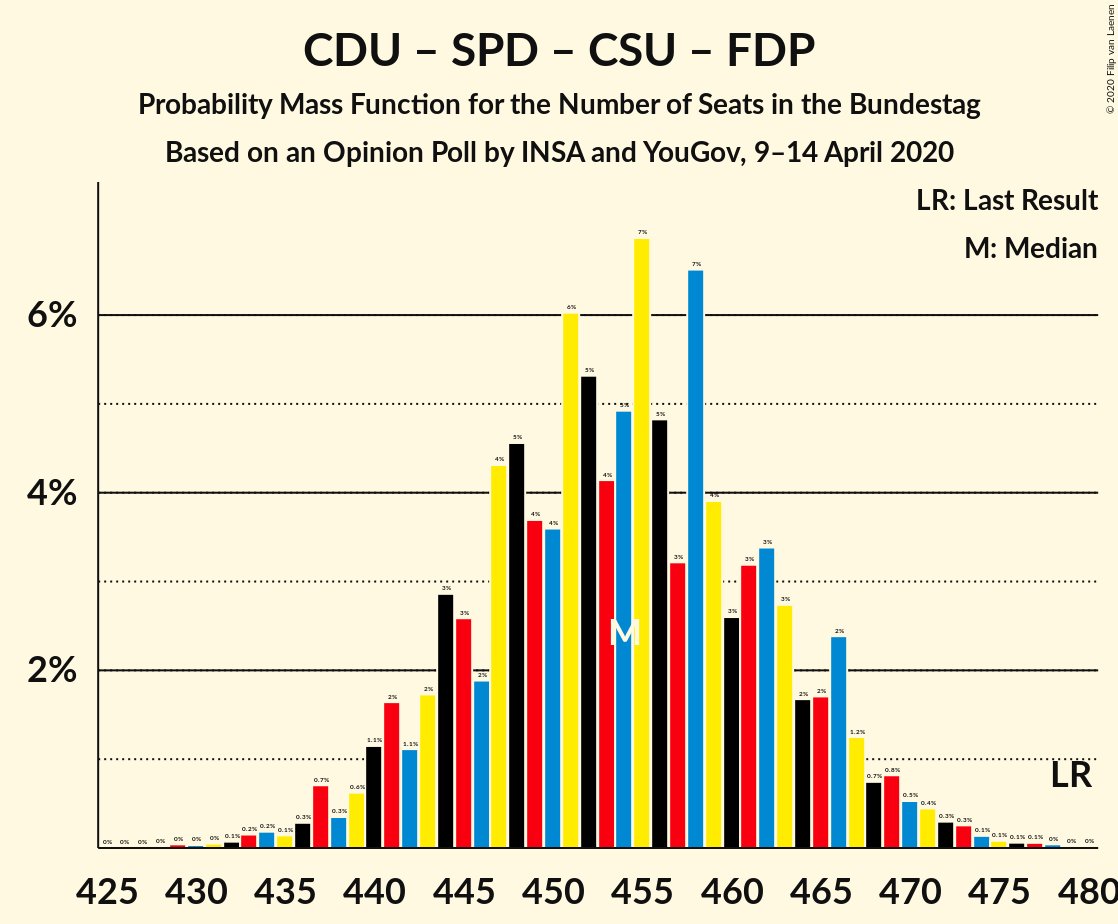 CDU – SPD – CSU – FDP
Probability Mass Function for the Number of Seats in the Bundestag
Based on an Opinion Poll by INSA and YouGov, 9–14 April 2020
© 2020 Filip van Laenen
LR: Last Result
M: Median
6%
4%
2%
0% 0% 0% 0% 0% 0% 0% 0.1% 0.2% 0.2% 0.1% 0.3% 0.7% 0.3% 0.6% 1.1% 2% 1.1% 2% 3% 3% 2% 4% 5% 4% 4% 6% 5% 4% 5% 7% 5% 3% 7% 4% 3% 3% 3% 3% 2% 2% 2% 1.2% 0.7% 0.8% 0.5% 0.4% 0.3% 0.3% 0.1% 0.1% 0.1% 0.1% 0% 0% 0%
M
LR
425 430 435 440 445 450 455 460 465 470 475 480